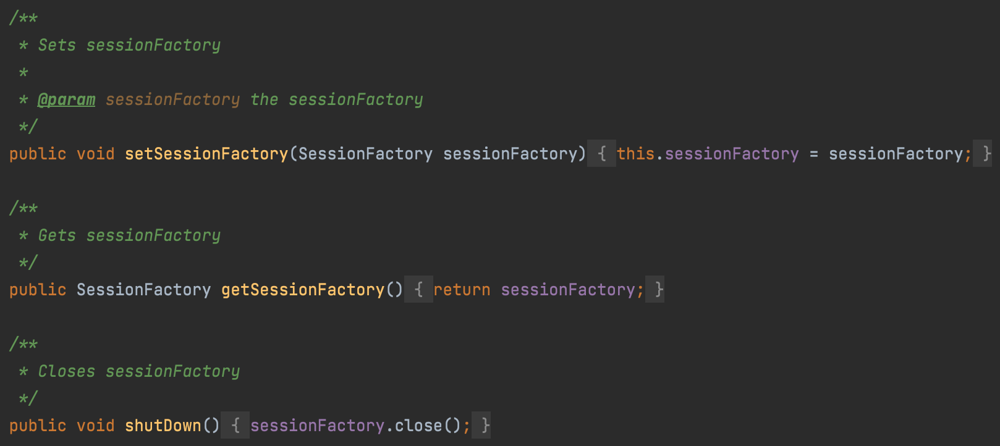 /**
 * Sets sessionFactory
 *
 * @param sessionFactory the sessionFactory
 */
public void setSessionFactory(SessionFactory sessionFactory) { this.sessionFactory = sessionFactory; }
/**
 * Gets sessionFactory
 */
public SessionFactory getSessionFactory() { return sessionFactory; }
/**
 * Closes sessionFactory
 */
public void shutDown() { sessionFactory.close(); }